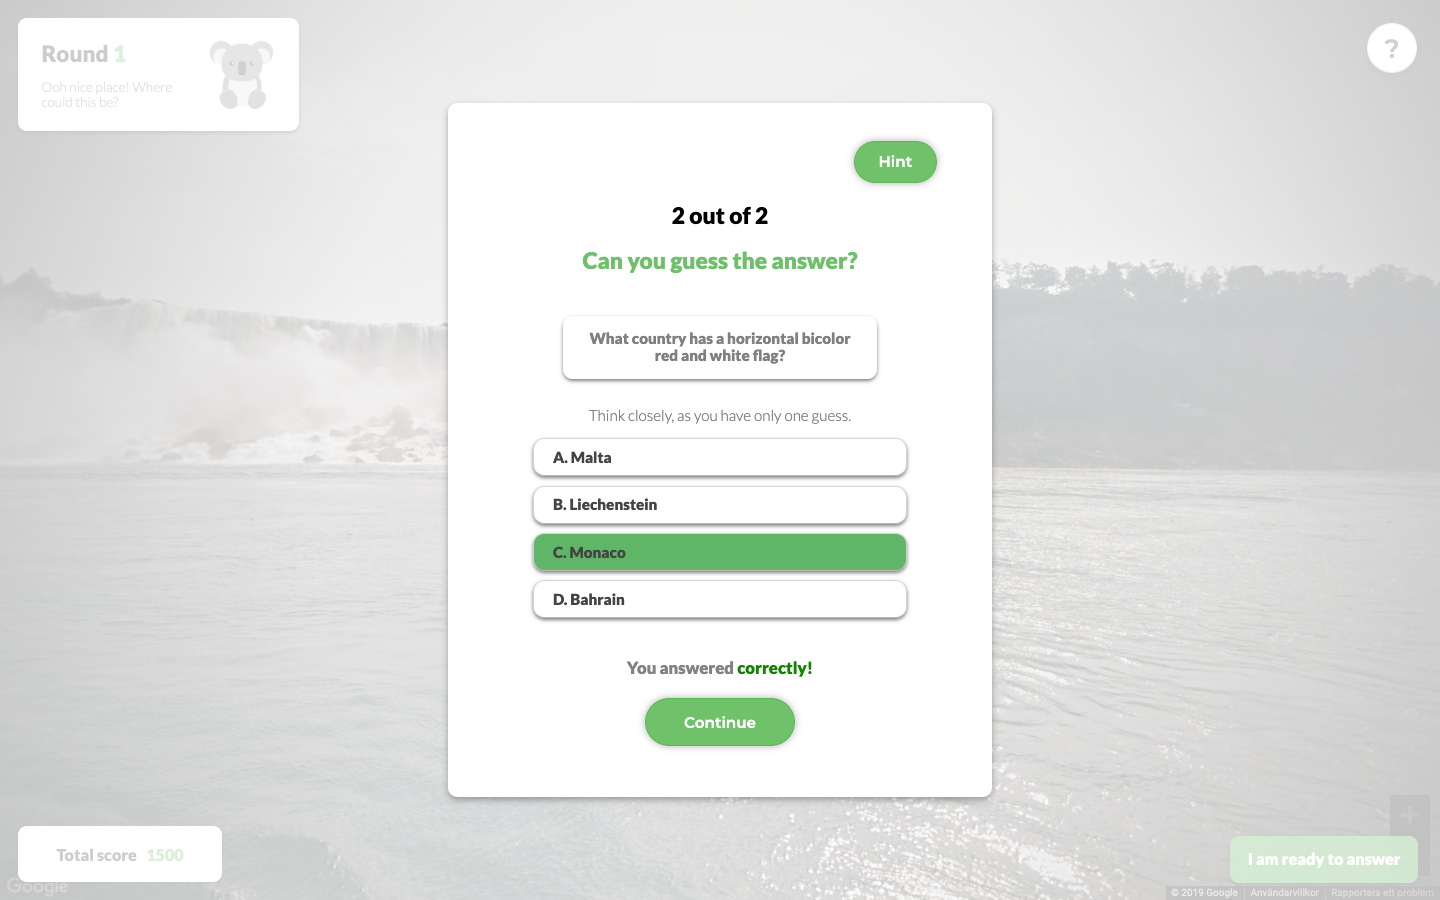 Round 1
Ooh nice place! Where
could this be?
?
Hint
2 out of 2
Can you guess the answer?
What country has a horizontal bicolor
red and white flag?
Think closely, as you have only one guess.
A. Malta
B. Liechenstein
C. Monaco
D. Bahrain
You answered correctly!
Continue
Total score 1500
I am ready to answer
Google
© 2019 Google
Användarvillkor
Rapportera ett problem